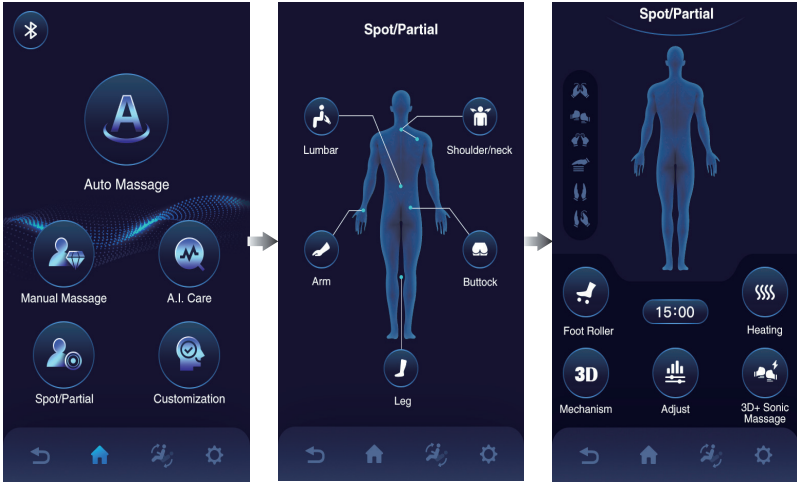 A
Auto Massage
Manual Massage
A.I. Care
Spot/Partial
Customization
Spot/Partial
Lumbar
Shoulder/neck
Arm
Buttock
Leg
Spot/Partial
Foot Roller
15:00
Heating
3D
Mechanism
Adjust
3D+ Sonic
Massage